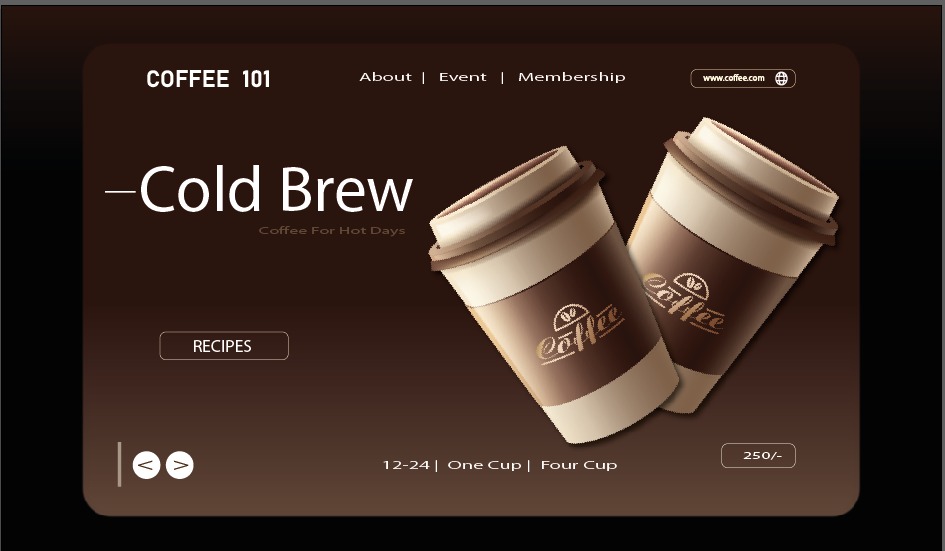 COFFEE 101
About | Event | Membership
www.coffee.com
Cold Brew
Coffee For Hot Days
Coffee
Coffee
RECIPES
< >
12-24 | One Cup | Four Cup
250/-